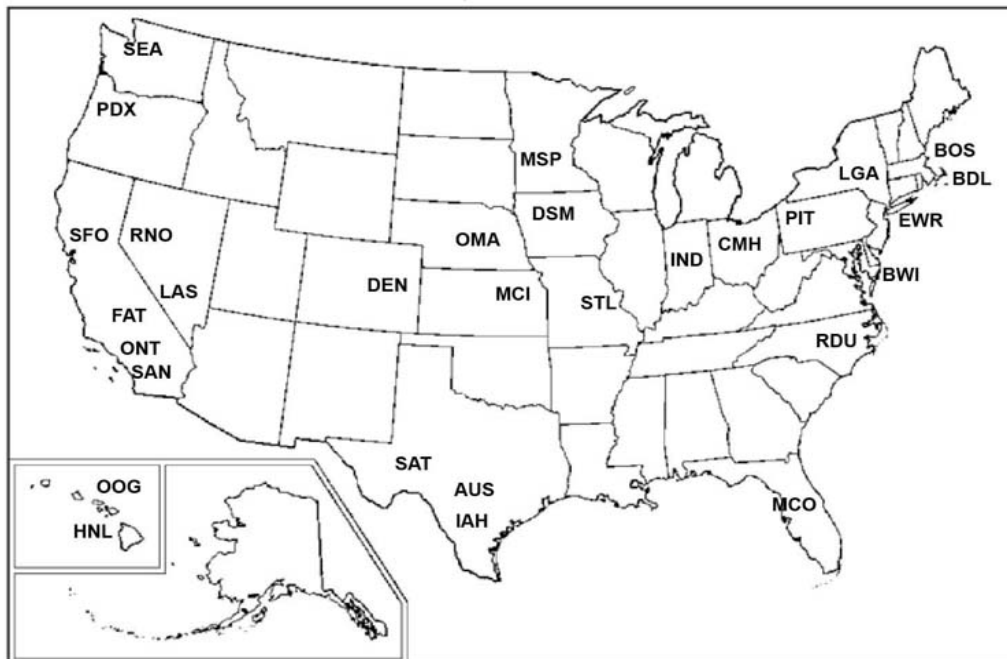 SEA
PDX
MSP
BOS
LGA
BDL
DSM
PIT
EWR
SFO
RNO
OMA
CMH
IND
BWI
DEN
LAS
MCI
STL
FAT
RDU
ONT
SAN
SAT
AUS
OOG
MCO
IAH
HNL